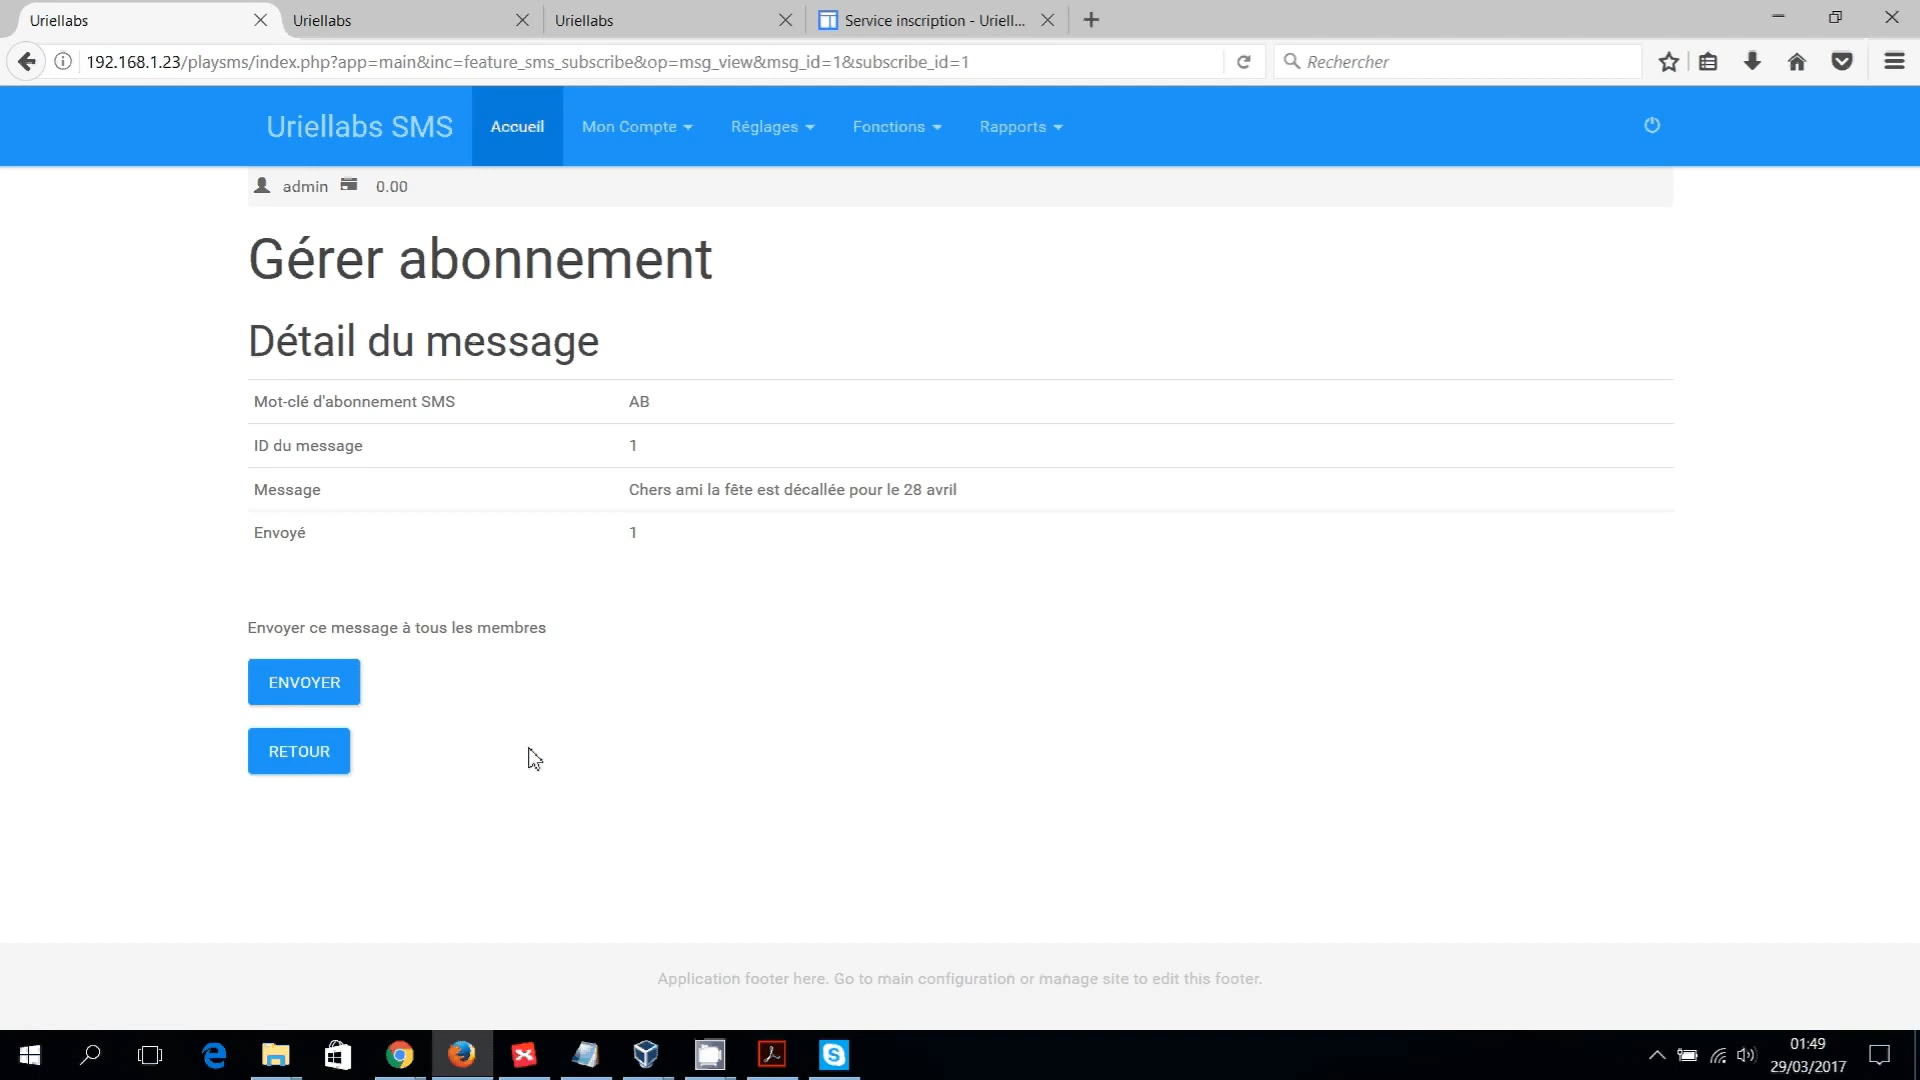 Uriellabs
Uriellabs
Uriellabs
Service inscription - Uriell...
192.168.1.23/playsms/index.php?app=main&inc=feature_sms_subscribe&op=msg_view&msg_id=1&subscribe_id=1
Rechercher
Uriellabs SMS
Accueil
Mon Compte
Réglages
Fonctions
Rapports
admin
0.00
Gérer abonnement
Détail du message
Mot-clé d'abonnement SMS AB
ID du message 1
Message Chers ami la fête est décallée pour le 28 avril
Envoyé 1
Envoyer ce message à tous les membres
ENVOYER
RETOUR
Application footer here. Go to main configuration or manage site to edit this footer.
01:49
29/03/2017